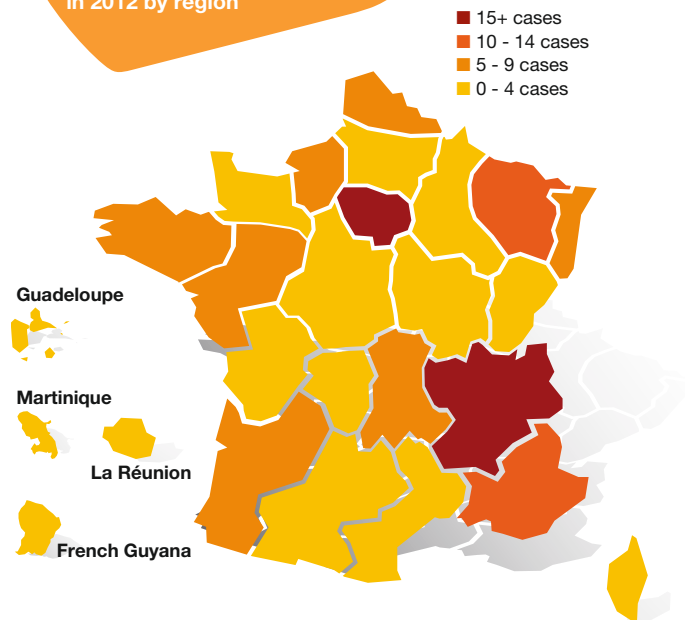 in 2012 by region
15+ cases
10 - 14 cases
5 - 9 cases
0 - 4 cases
Guadeloupe
Martinique
La Réunion
French Guyana